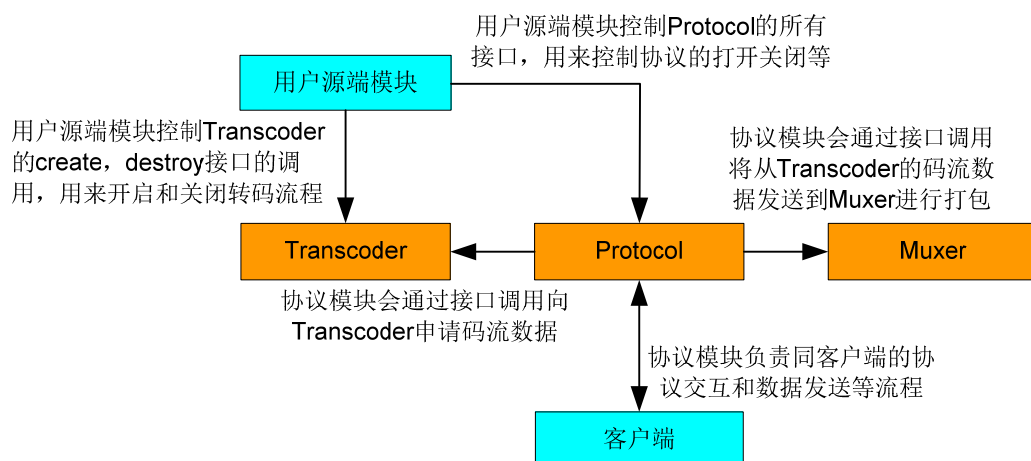 用户源端模块控制Protocol的所有
接口，用来控制协议的打开关闭等
用户源端模块
用户源端模块控制Transcoder
的create，destroy接口的调
用，用来开启和关闭转码流程
协议模块会通过接口调用
将从Transcoder的码流数
据发送到Muxer进行打包
Transcoder
Protocol
Muxer
协议模块会通过接口调用向
Transcoder申请码流数据
协议模块负责同客户端的协
议交互和数据发送等流程
客户端